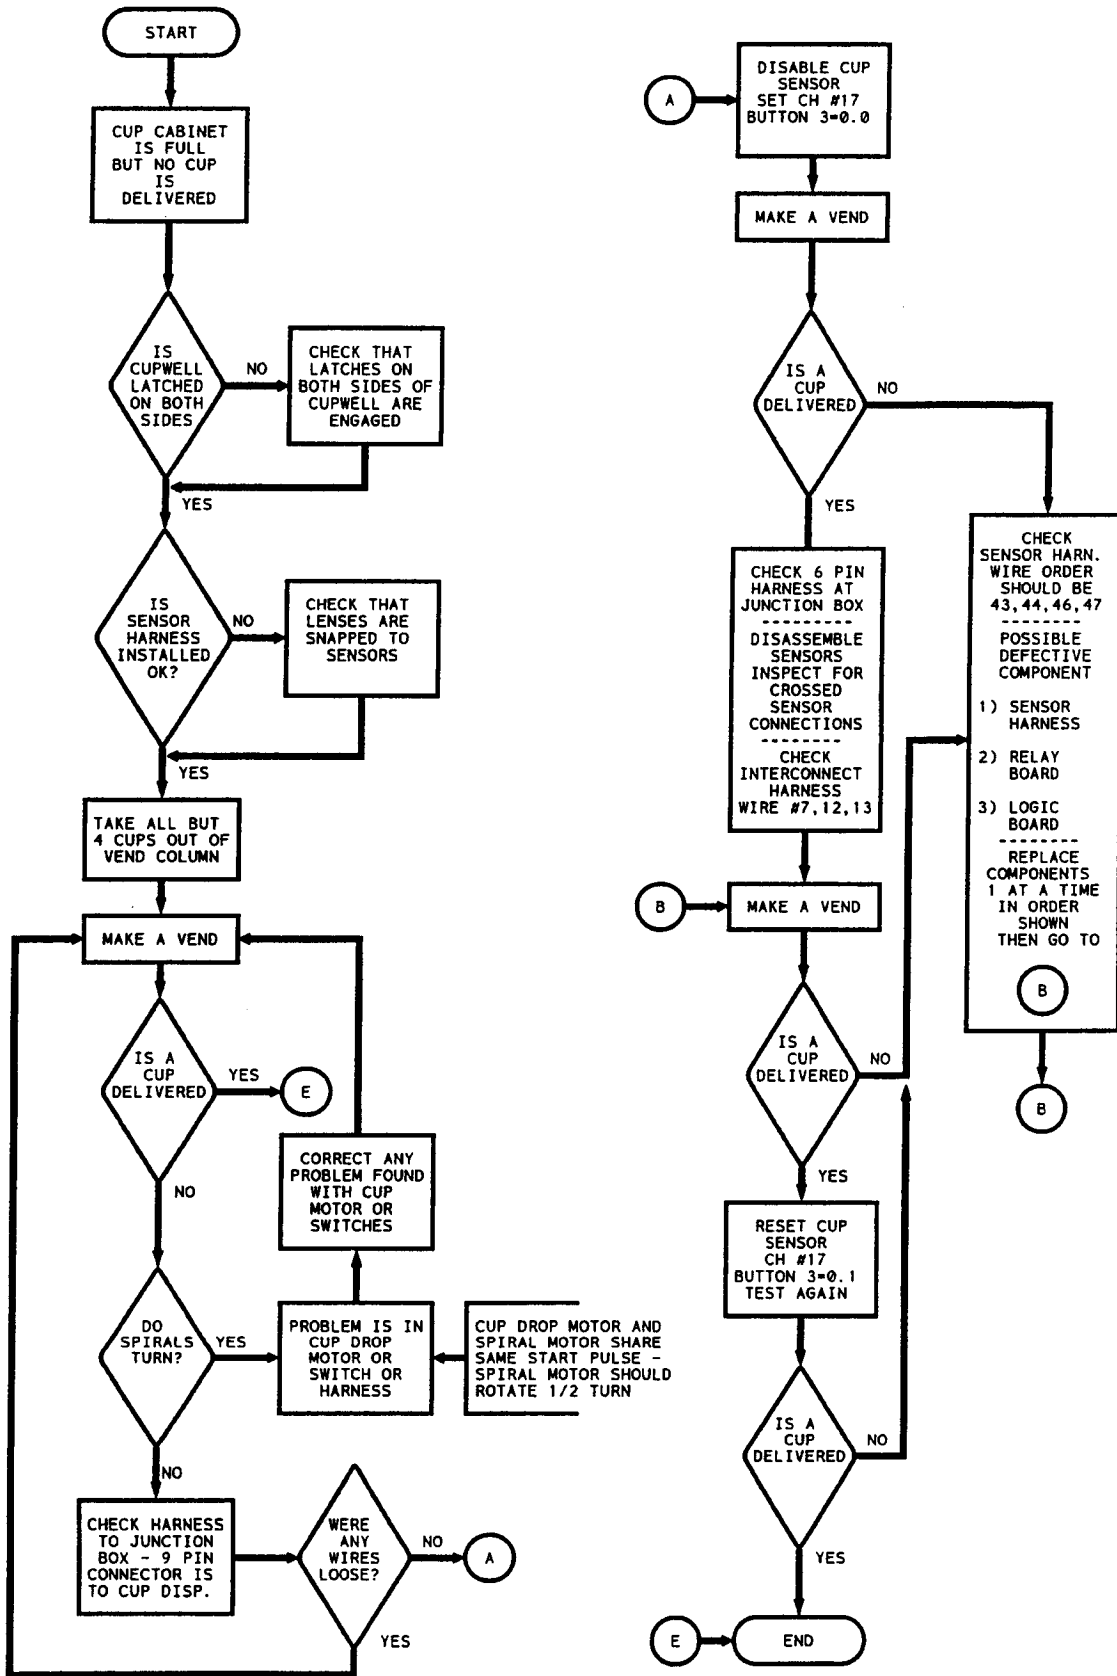 START
CUP CABINET
IS FULL
BUT NO CUP
IS
DELIVERED
IS
CUPWELL
LATCHED
ON BOTH
SIDES
NO
CHECK THAT
LATCHES ON
BOTH SIDES OF
CUPWELL ARE
ENGAGED
YES
IS
SENSOR
HARNESS
INSTALLED
OK?
NO
CHECK THAT
LENSES ARE
SNAPPED TO
SENSORS
YES
TAKE ALL BUT
4 CUPS OUT OF
VEND COLUMN
MAKE A VEND
IS A
CUP
DELIVERED
YES
E
NO
CORRECT ANY
PROBLEM FOUND
WITH CUP
MOTOR OR
SWITCHES
DO
SPIRALS
TURN?
YES
PROBLEM IS IN
CUP DROP
MOTOR OR
SWITCH OR
HARNESS
CUP DROP MOTOR AND
SPIRAL MOTOR SHARE
SAME START PULSE -
SPIRAL MOTOR SHOULD
ROTATE 1/2 TURN
NO
CHECK HARNESS
TO JUNCTION
BOX - 9 PIN
CONNECTOR IS
TO CUP DISP.
WERE
ANY
WIRES
LOOSE?
NO
A
YES
A
DISABLE CUP
SENSOR
SET CH #17
BUTTON 3=0.0
MAKE A VEND
IS A
CUP
DELIVERED
NO
YES
CHECK 6 PIN
HARNESS AT
JUNCTION BOX
--------
DISASSEMBLE
SENSORS
INSPECT FOR
CROSSED
SENSOR
CONNECTIONS
--------
CHECK
INTERCONNECT
HARNESS
WIRE #7,12,13
B
MAKE A VEND
IS A
CUP
DELIVERED
NO
YES
RESET CUP
SENSOR
CH #17
BUTTON 3=0.1
TEST AGAIN
IS A
CUP
DELIVERED
NO
YES
E
END
CHECK
SENSOR HARN.
WIRE ORDER
SHOULD BE
43,44,46,47
--------
POSSIBLE
DEFECTIVE
COMPONENT
1) SENSOR
HARNESS
2) RELAY
BOARD
3) LOGIC
BOARD
--------
REPLACE
COMPONENTS
1 AT A TIME
IN ORDER
SHOWN
THEN GO TO
B
B